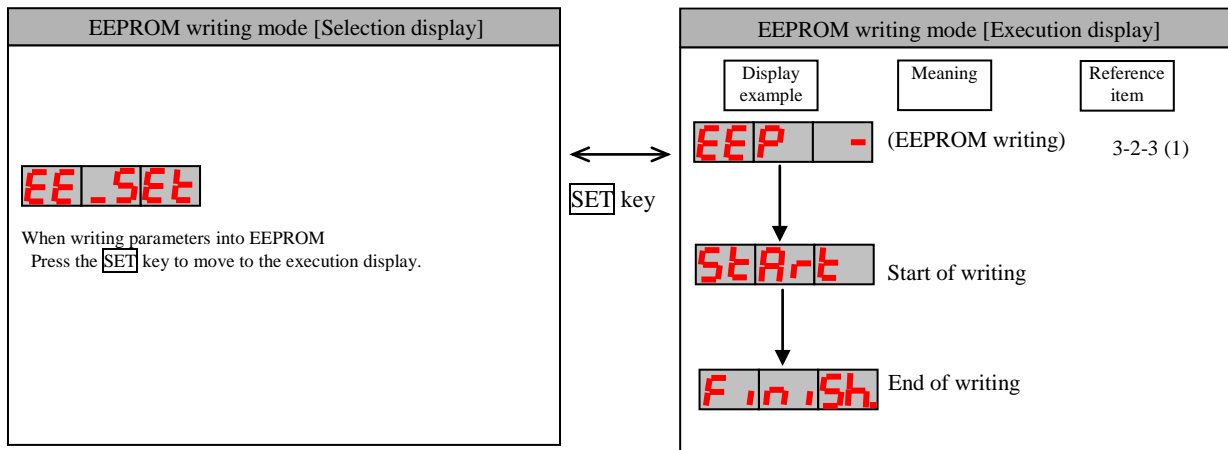 EEPROM writing mode [Selection display]
EE_SEt
When writing parameters into EEPROM
Press the SET key to move to the execution display.
SET key
EEPROM writing mode [Execution display]
Display
example
Meaning
Reference
item
EEP -
(EEPROM writing)
3-2-3 (1)
StArt
Start of writing
FiniSh.
End of writing